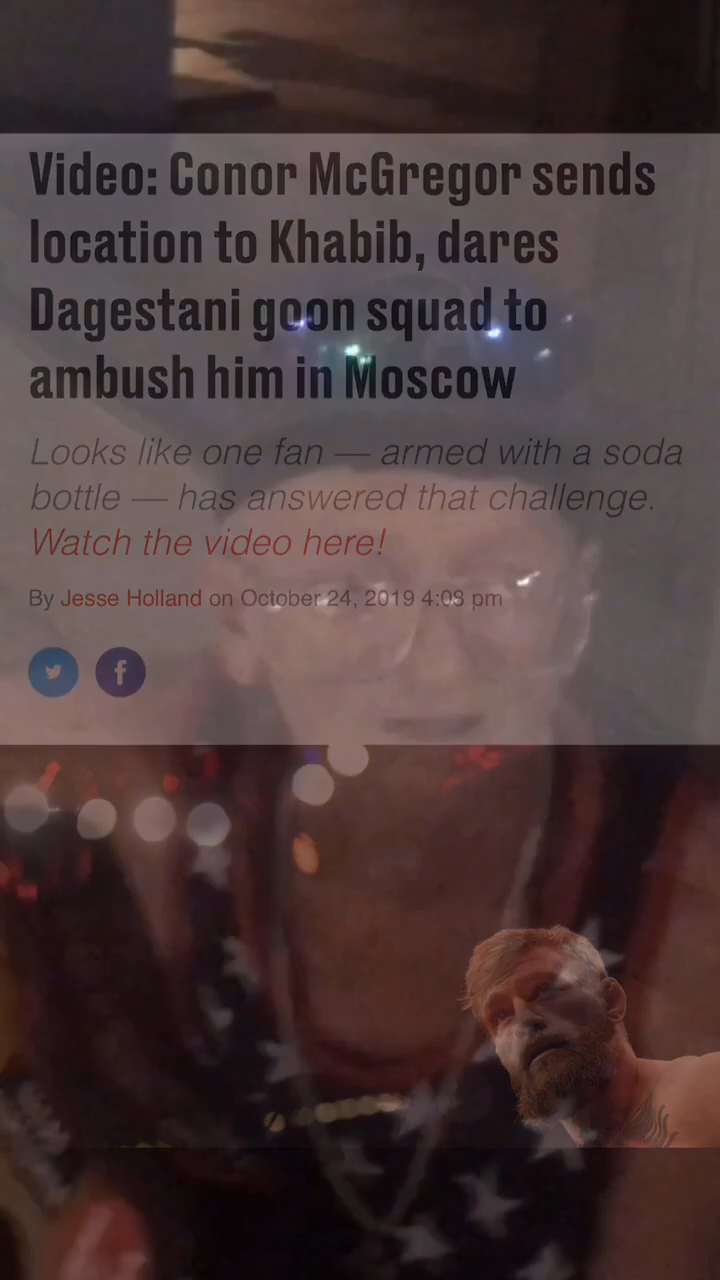 Video: Conor McGregor sends
location to Khabib, dares
Dagestani goon squad to
ambush him in Moscow
Looks like one fan — armed with a soda
bottle — has answered that challenge.
Watch the video here!
By Jesse Holland on October 24, 2019 4:08 pm